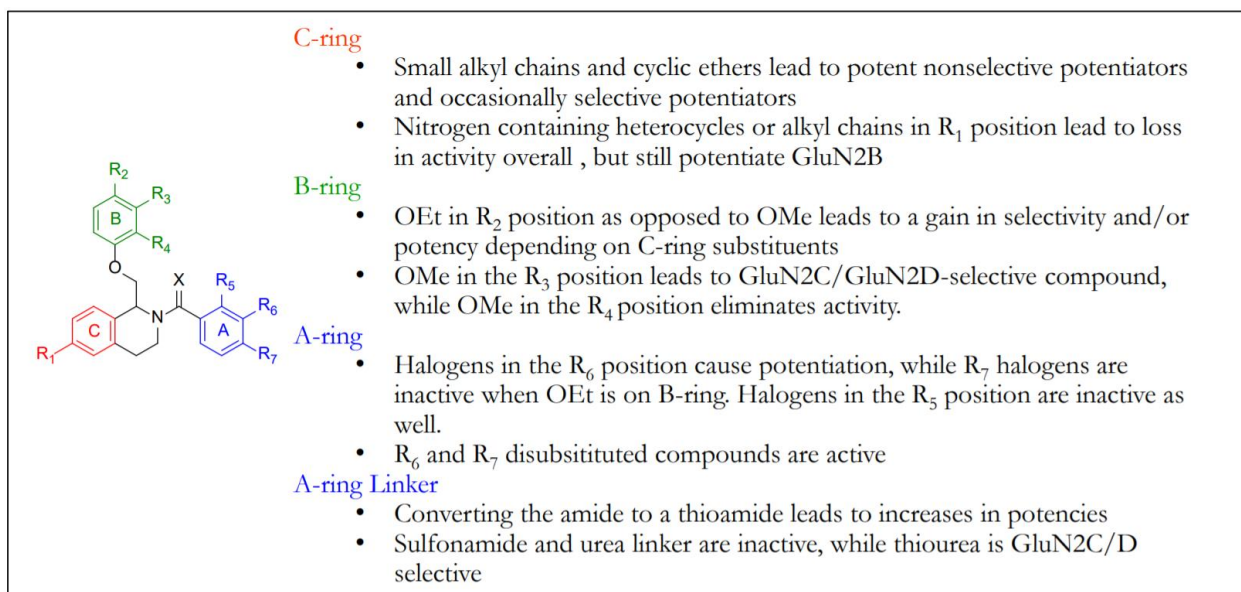 C-ring
• Small alkyl chains and cyclic ethers lead to potent nonselective potentiators
and occasionally selective potentiators
• Nitrogen containing heterocycles or alkyl chains in R₁ position lead to loss
in activity overall , but still potentiate GluN2B
B-ring
• OEt in R₂ position as opposed to OMe leads to a gain in selectivity and/or
potency depending on C-ring substituents
• OMe in the R₃ position leads to GluN2C/GluN2D-selective compound,
while OMe in the R₄ position eliminates activity.
A-ring
• Halogens in the R₆ position cause potentiation, while R₇ halogens are
inactive when OEt is on B-ring. Halogens in the R₅ position are inactive as
well.
• R₆ and R₇ disubsitituted compounds are active
A-ring Linker
• Converting the amide to a thioamide leads to increases in potencies
• Sulfonamide and urea linker are inactive, while thiourea is GluN2C/D
selective
R₂
R₃
B
R₄
O
X
R₅
R₆
N
A
C
R₁
R₇